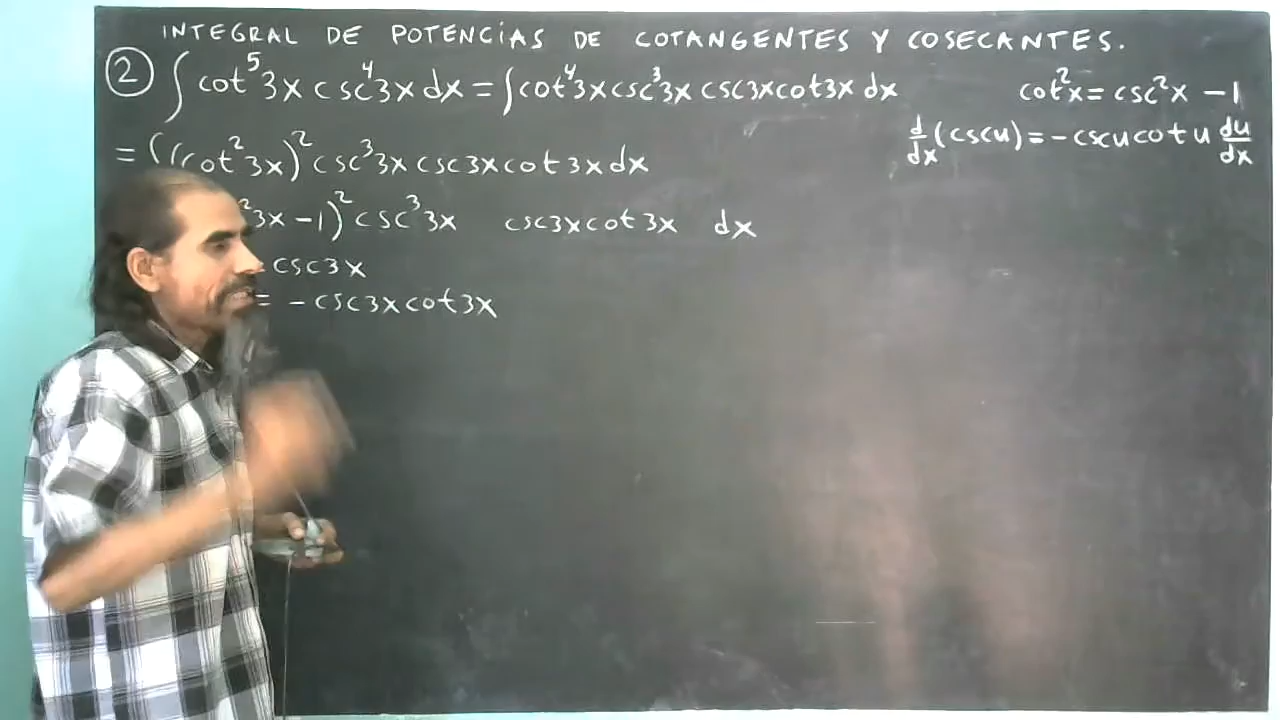 INTEGRAL DE POTENCIAS DE COTANGENTES Y COSECANTES.
② ∫cot⁵3x csc⁴3x dx = ∫cot⁴3x csc³3x csc3x cot3x dx
cot²x = csc²x - 1
d/dx (csc u) = -csc u cot u du/dx
= ∫(cot²3x)² csc³3x csc3x cot3x dx
²3x - 1)² csc³3x csc3x cot3x dx
csc3x
= -csc3x cot3x